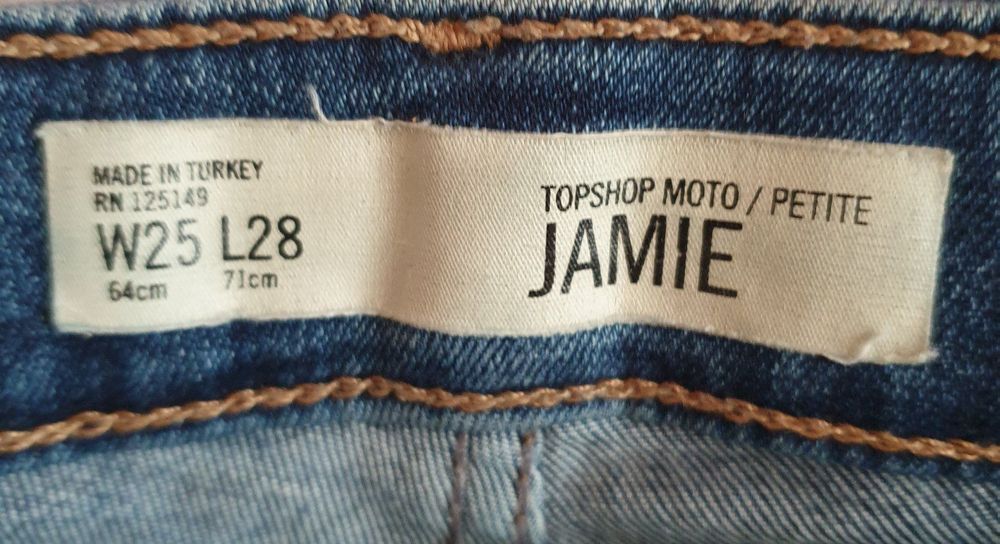 MADE IN TURKEY
RN 125149
W25 L28
64cm 71cm
TOPSHOP MOTO / PETITE
JAMIE